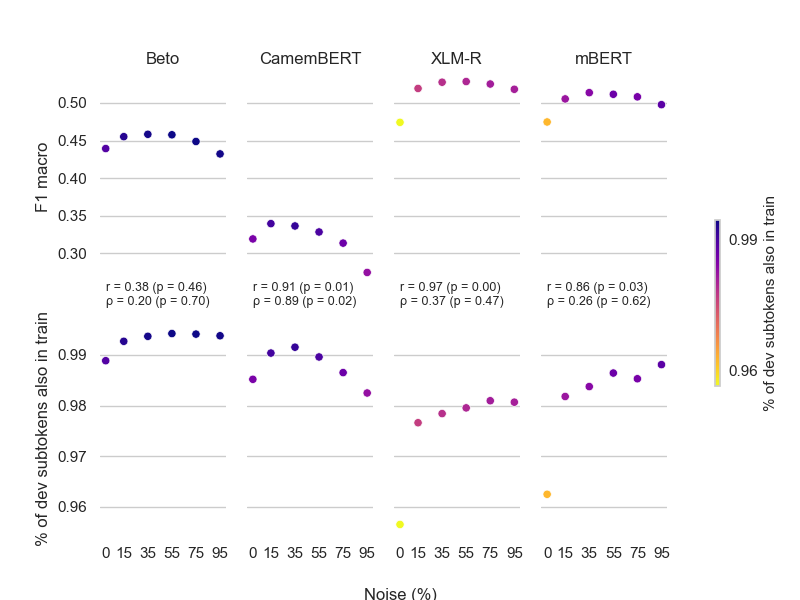 Beto CamemBERT XLM-R mBERT
F1 macro
0.50
0.45
0.40
0.35
0.30
r = 0.38 (p = 0.46) r = 0.91 (p = 0.01) r = 0.97 (p = 0.00) r = 0.86 (p = 0.03)
ρ = 0.20 (p = 0.70) ρ = 0.89 (p = 0.02) ρ = 0.37 (p = 0.47) ρ = 0.26 (p = 0.62)
% of dev subtokens also in train
0.99
0.98
0.97
0.96
0 15 35 55 75 95 0 15 35 55 75 95 0 15 35 55 75 95 0 15 35 55 75 95
Noise (%)
0.99
0.96
% of dev subtokens also in train